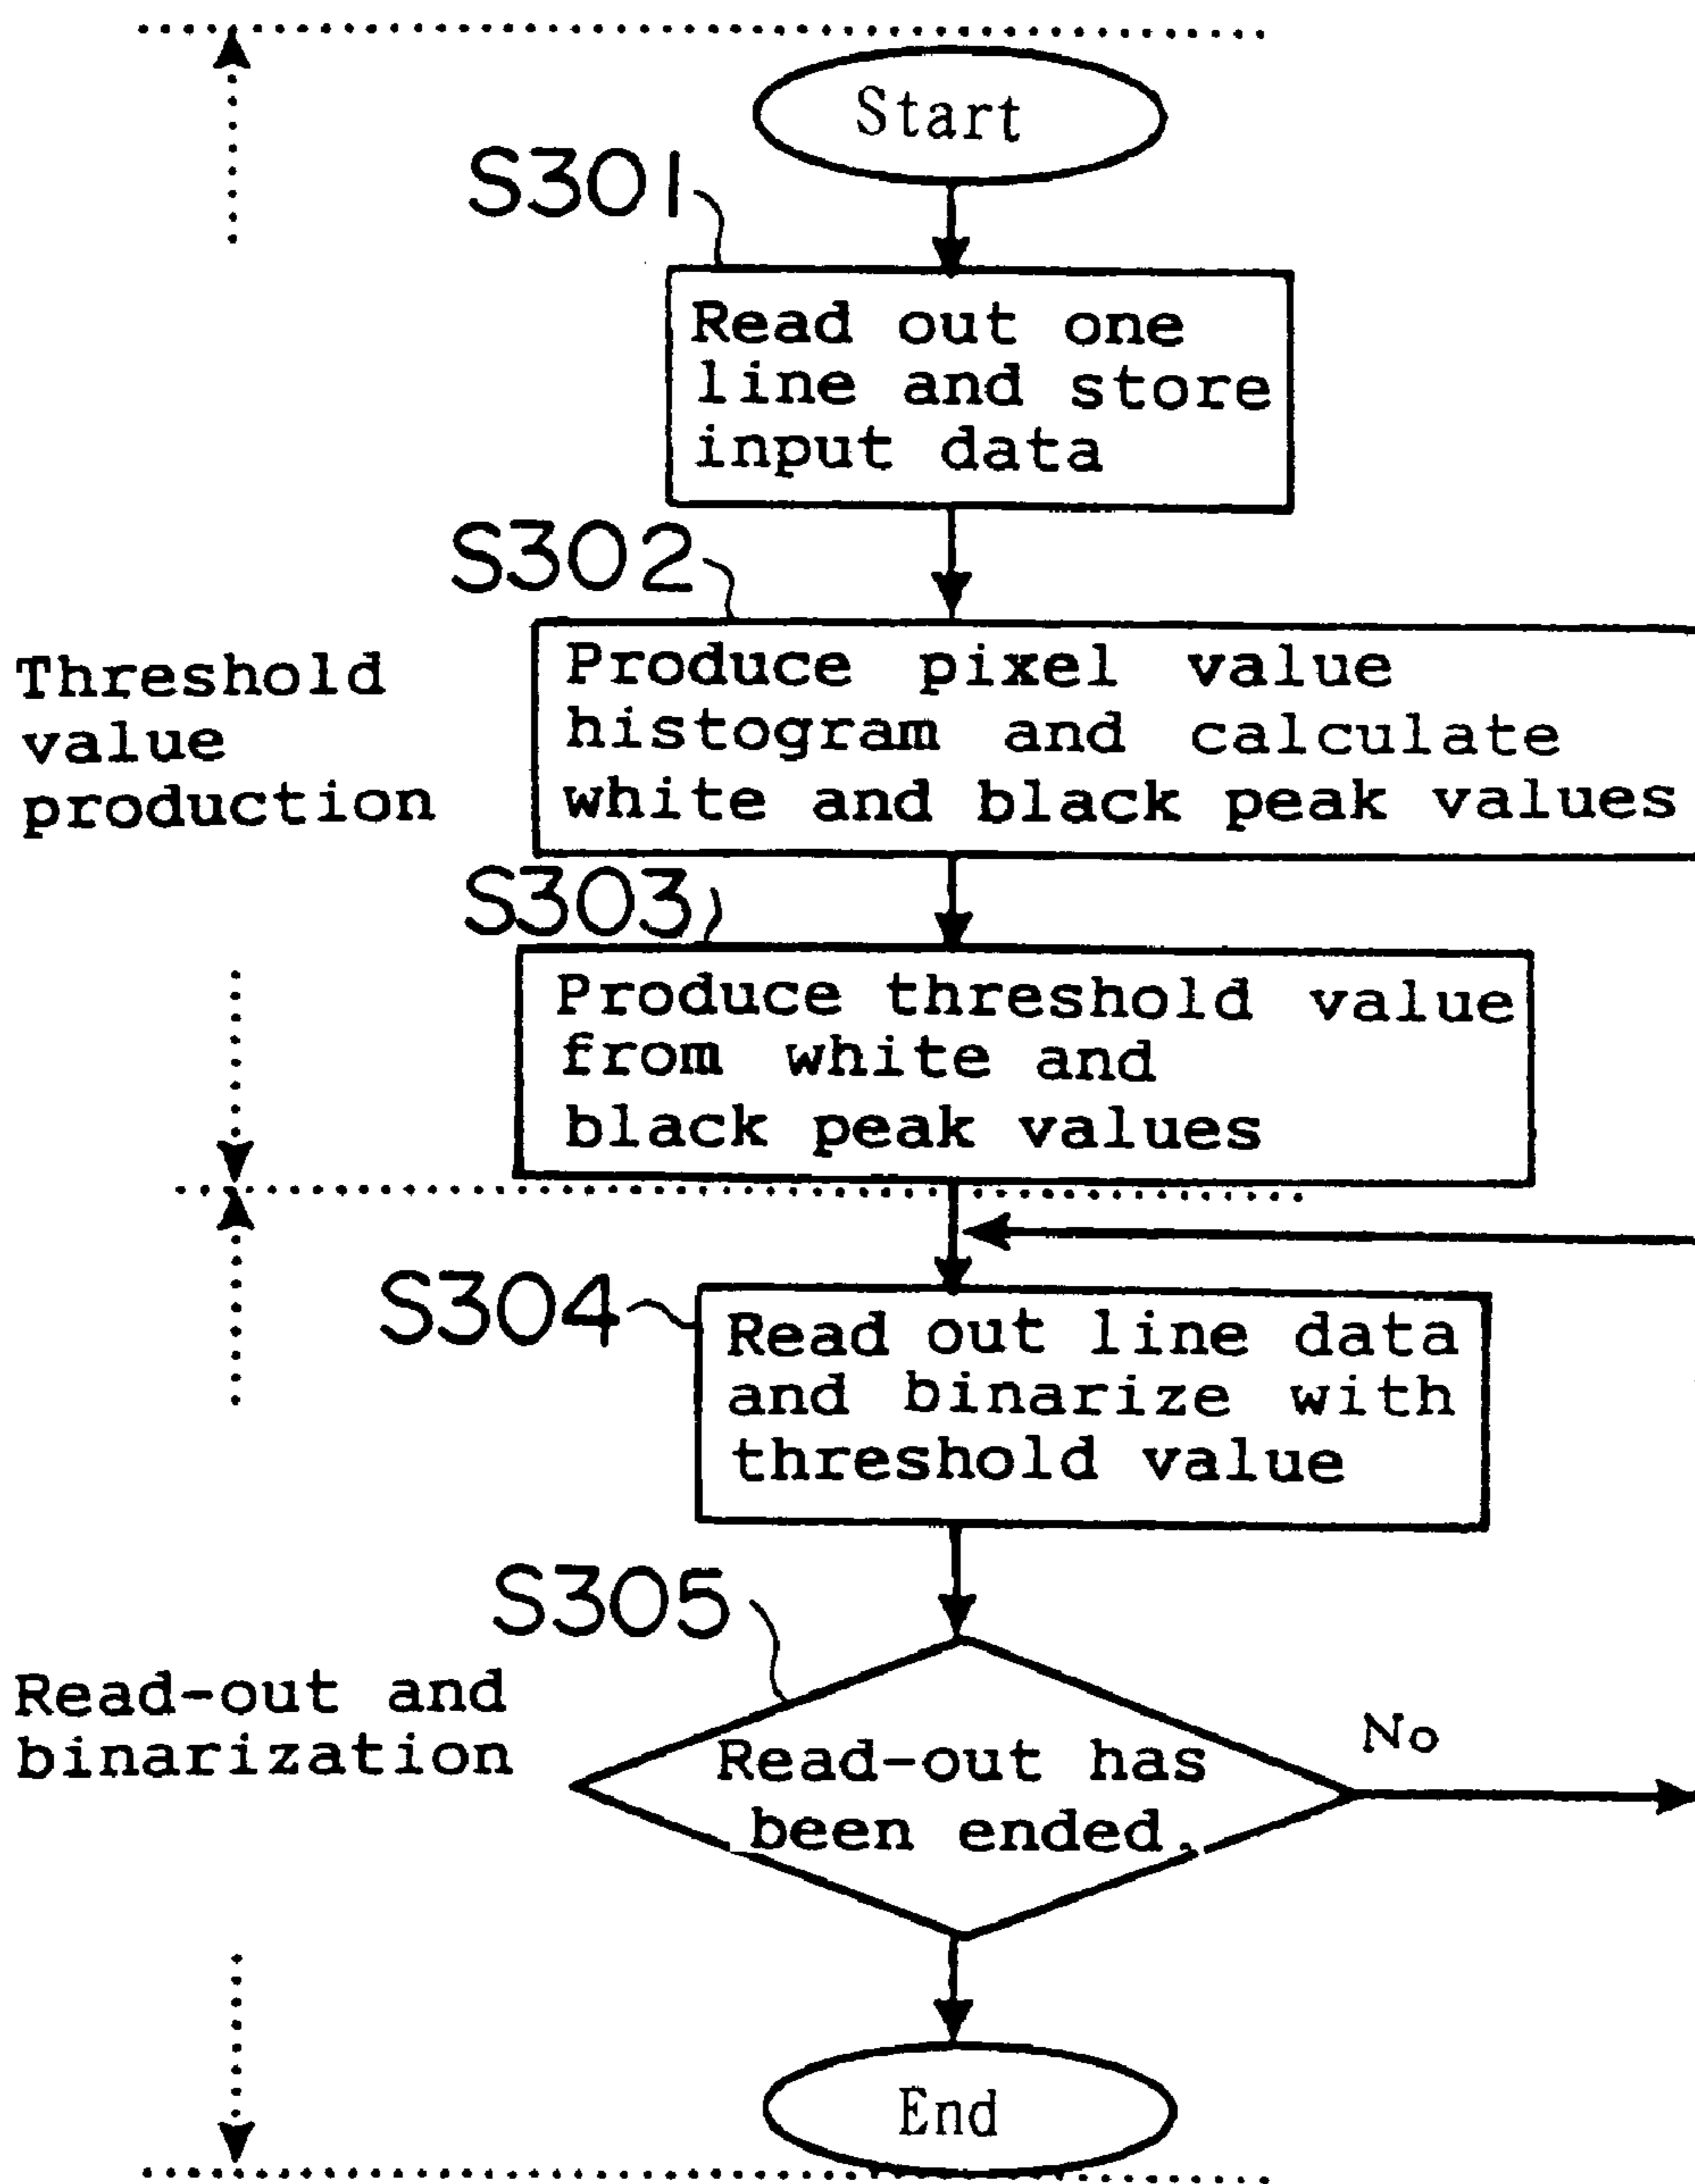 Start
S301
Read out one
line and store
input data
S302
Threshold
value
production
Produce pixel value
histogram and calculate
white and black peak values
S303
Produce threshold value
from white and
black peak values
S304
Read out line data
and binarize with
threshold value
S305
Read-out and
binarization
Read-out has
been ended.
No
End